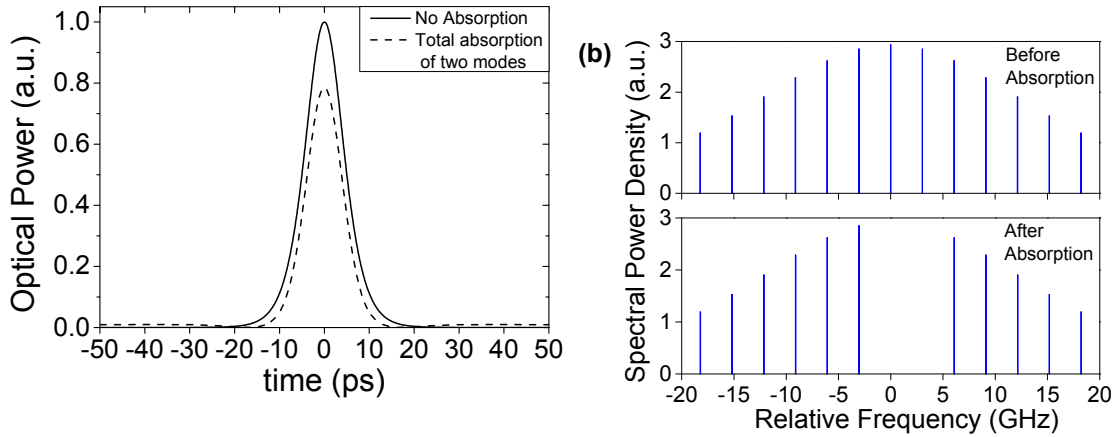 Optical Power (a.u.)
1.0
0.8
0.6
0.4
0.2
0.0
-50 -40 -30 -20 -10 0 10 20 30 40 50
time (ps)
No Absorption
Total absorption
of two modes
(b)
Spectral Power Density (a.u.)
3
2
1
0
Before
Absorption
3
2
1
0
After
Absorption
-20 -15 -10 -5 0 5 10 15 20
Relative Frequency (GHz)